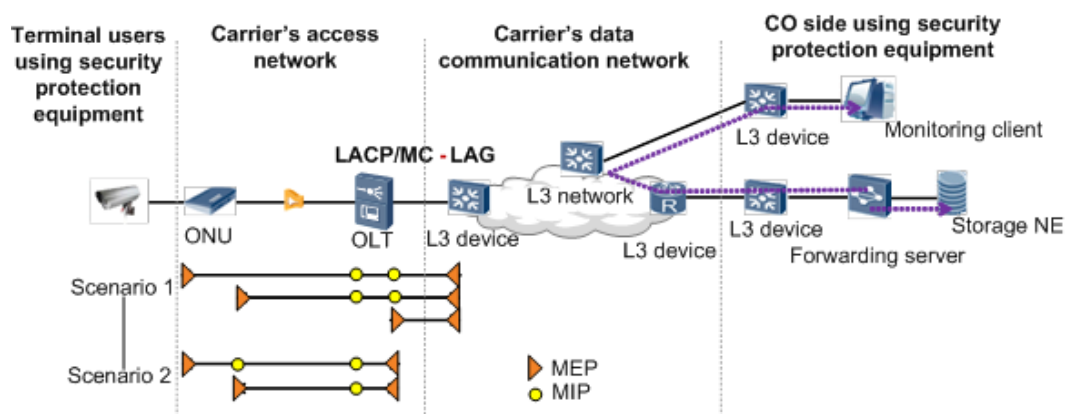 Terminal users
using security
protection
equipment
Carrier's access
network
Carrier's data
communication network
CO side using security
protection equipment
L3 device
Monitoring client
LACP/MC - LAG
L3 network
R
ONU
OLT
L3 device
L3 device
L3 device
Forwarding server
Storage NE
Scenario 1
Scenario 2
MEP
MIP